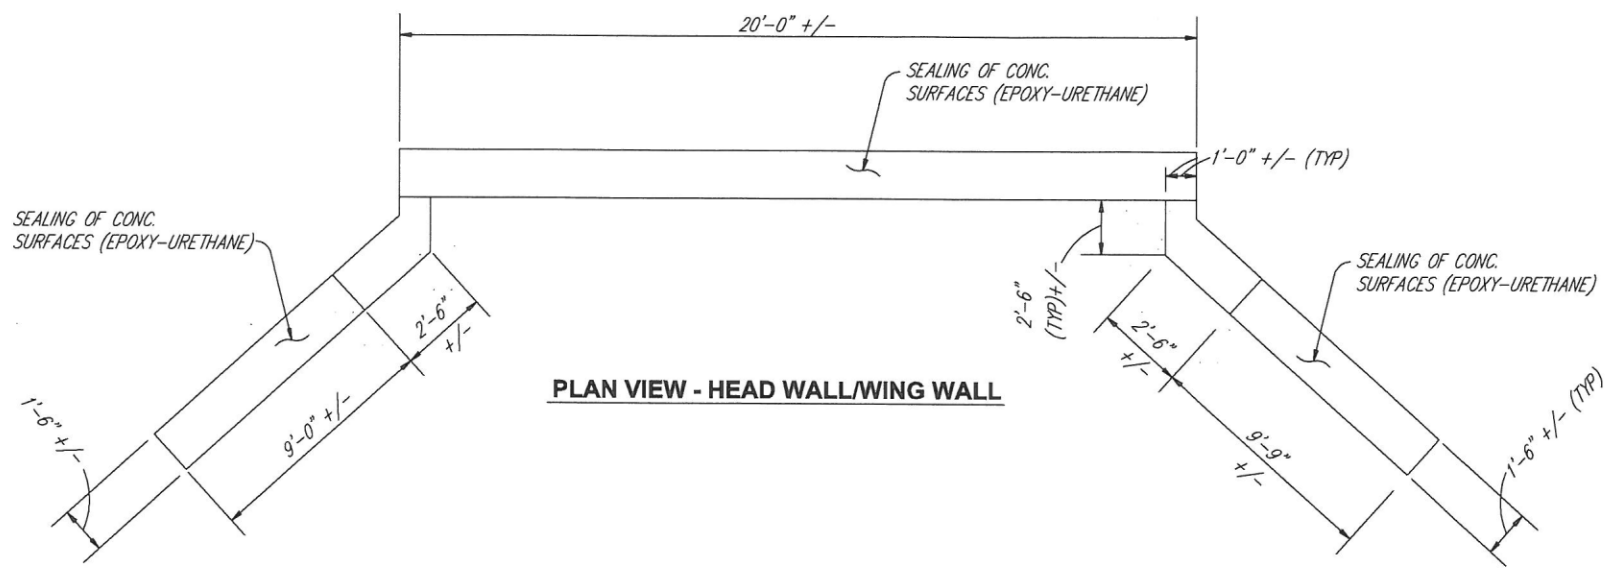 20'-0" +/-
SEALING OF CONC.
SURFACES (EPOXY-URETHANE)
1'-0" +/- (TYP)
SEALING OF CONC.
SURFACES (EPOXY-URETHANE)
SEALING OF CONC.
SURFACES (EPOXY-URETHANE)
2'-6"
(TYP)+/-
2'-6"
+/-
2'-6"
+/-
PLAN VIEW - HEAD WALL/WING WALL
9'-0" +/-
1'-6" +/-
9'-9"
+/-
1'-6" +/- (TYP)